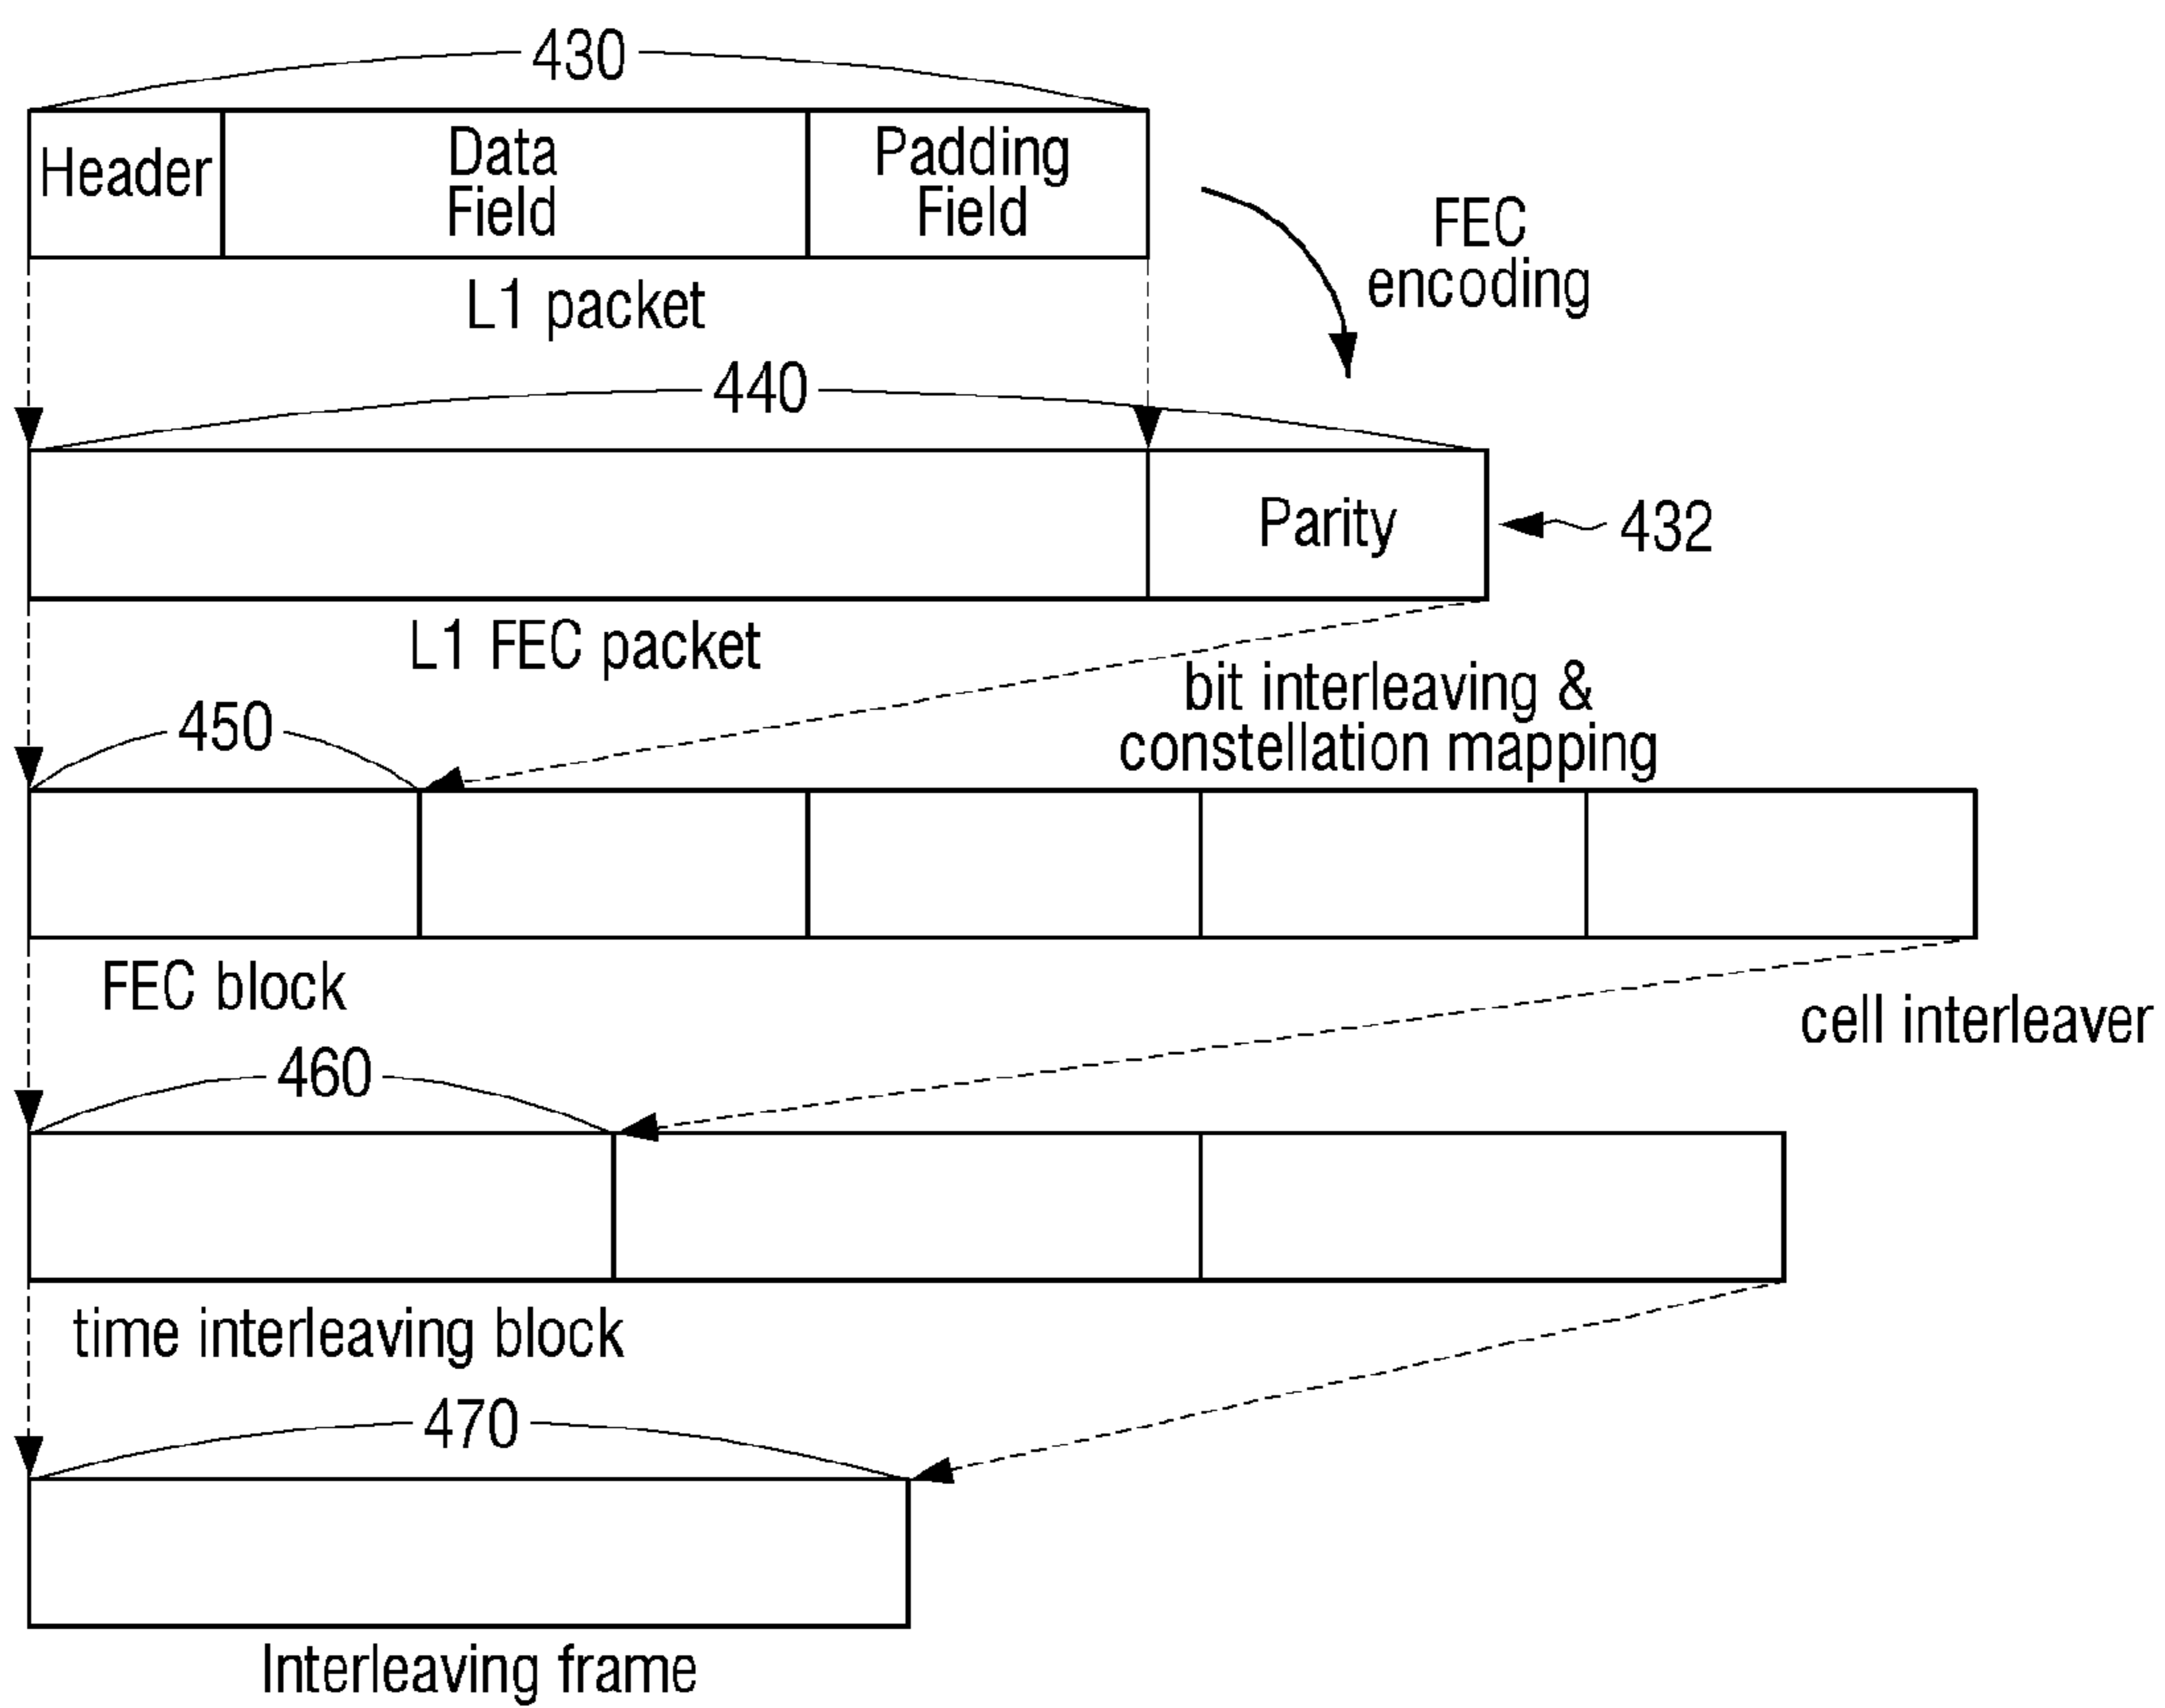 430
Header
Data
Field
Padding
Field
FEC
encoding
L1 packet
440
Parity
432
L1 FEC packet
bit interleaving &
constellation mapping
450
FEC block
cell interleaver
460
time interleaving block
470
Interleaving frame